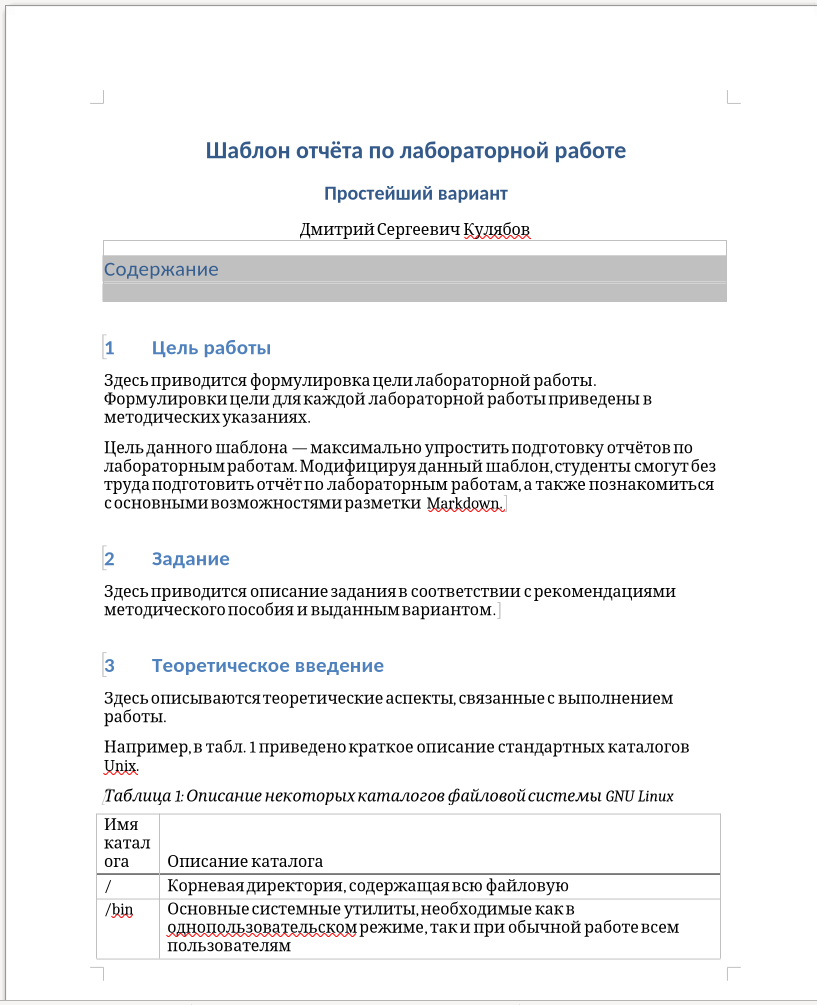 Шаблон отчёта по лабораторной работе
Простейший вариант
Дмитрий Сергеевич Кулябов
Содержание
1 Цель работы
Здесь приводится формулировка цели лабораторной работы.
Формулировки цели для каждой лабораторной работы приведены в
методических указаниях.
Цель данного шаблона — максимально упростить подготовку отчётов по
лабораторным работам. Модифицируя данный шаблон, студенты смогут без
труда подготовить отчёт по лабораторным работам, а также познакомиться
с основными возможностями разметки Markdown.
2 Задание
Здесь приводится описание задания в соответствии с рекомендациями
методического пособия и выданным вариантом.
3 Теоретическое введение
Здесь описываются теоретические аспекты, связанные с выполнением
работы.
Например, в табл. 1 приведено краткое описание стандартных каталогов
Unix.
Таблица 1: Описание некоторых каталогов файловой системы GNU Linux
Имя
катал
ога
Описание каталога
/ Корневая директория, содержащая всю файловую
/bin Основные системные утилиты, необходимые как в
однопользовательском режиме, так и при обычной работе всем
пользователям